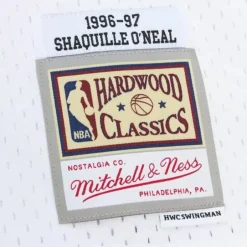 1996-97
SHAQUILLE O'NEAL
HARDWOOD
NBA
CLASSICS
NOSTALGIA CO.
Mitchell & Ness
PHILADELPHIA, PA.
HWC SWINGMAN